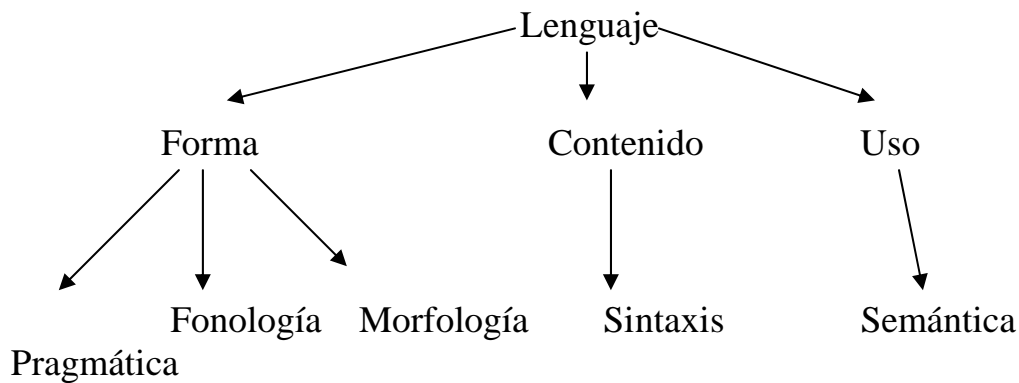 Lenguaje
Forma Contenido Uso
Fonología Morfología Sintaxis Semántica
Pragmática